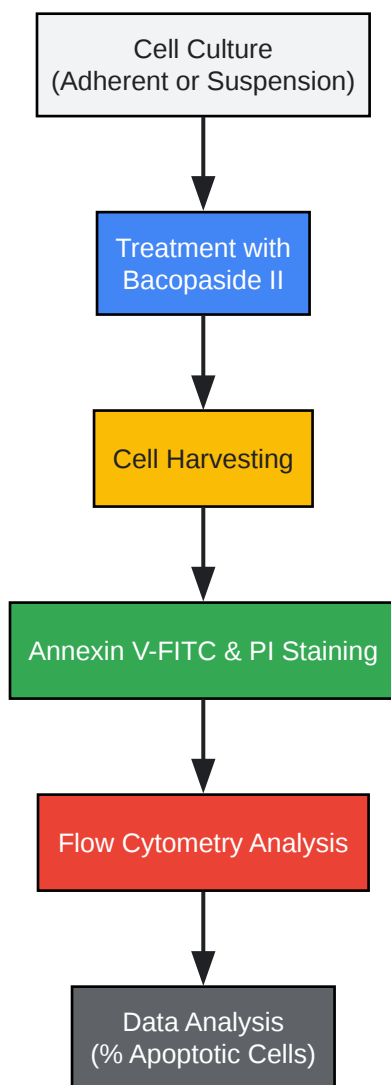 Cell Culture
(Adherent or Suspension)
Treatment with
Bacopaside II
Cell Harvesting
Annexin V-FITC & PI Staining
Flow Cytometry Analysis
Data Analysis
(% Apoptotic Cells)